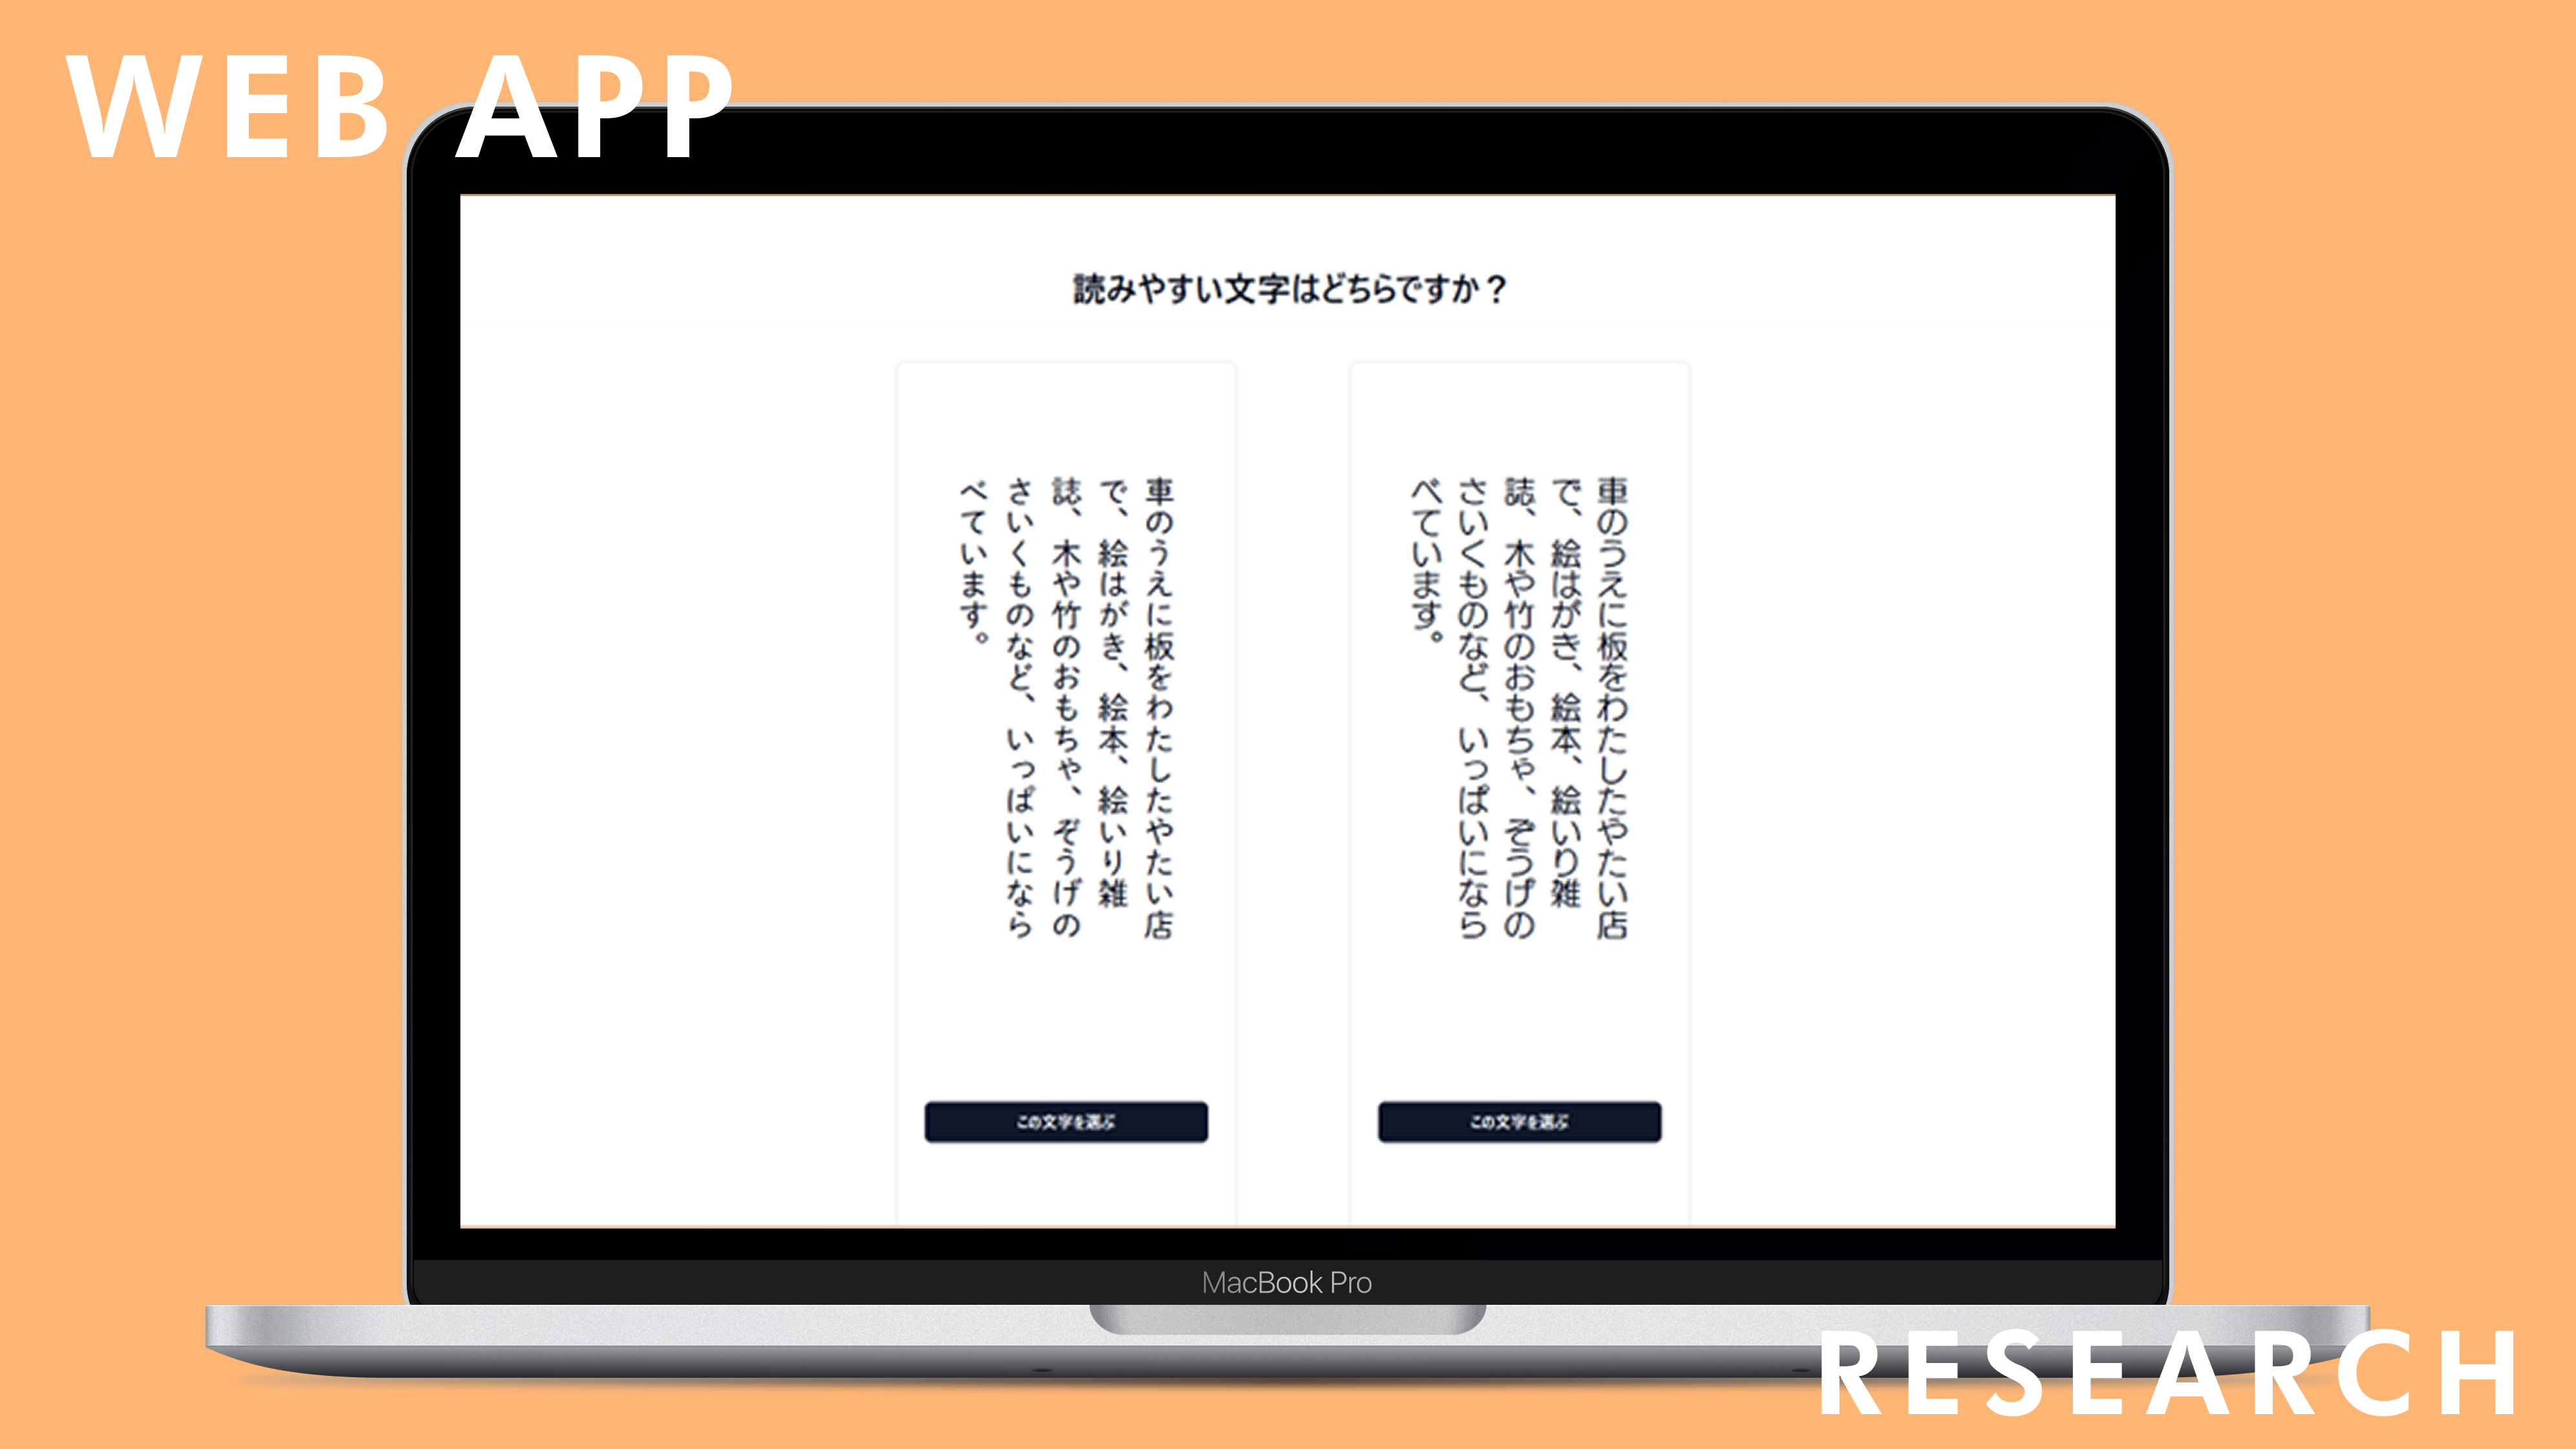 WEB APP
読みやすい文字はどちらですか？
車のうえに板をわたしたやたい店
で、絵はがき、絵本、絵いり雑
誌、木や竹のおもちゃ、ぞうげの
さいくものなど、いっぱいになら
べています。
この文字を選ぶ
車のうえに板をわたしたやたい店
で、絵はがき、絵本、絵いり雑
誌、木や竹のおもちゃ、ぞうげの
さいくものなど、いっぱいになら
べています。
この文字を選ぶ
MacBook Pro
RESEARCH